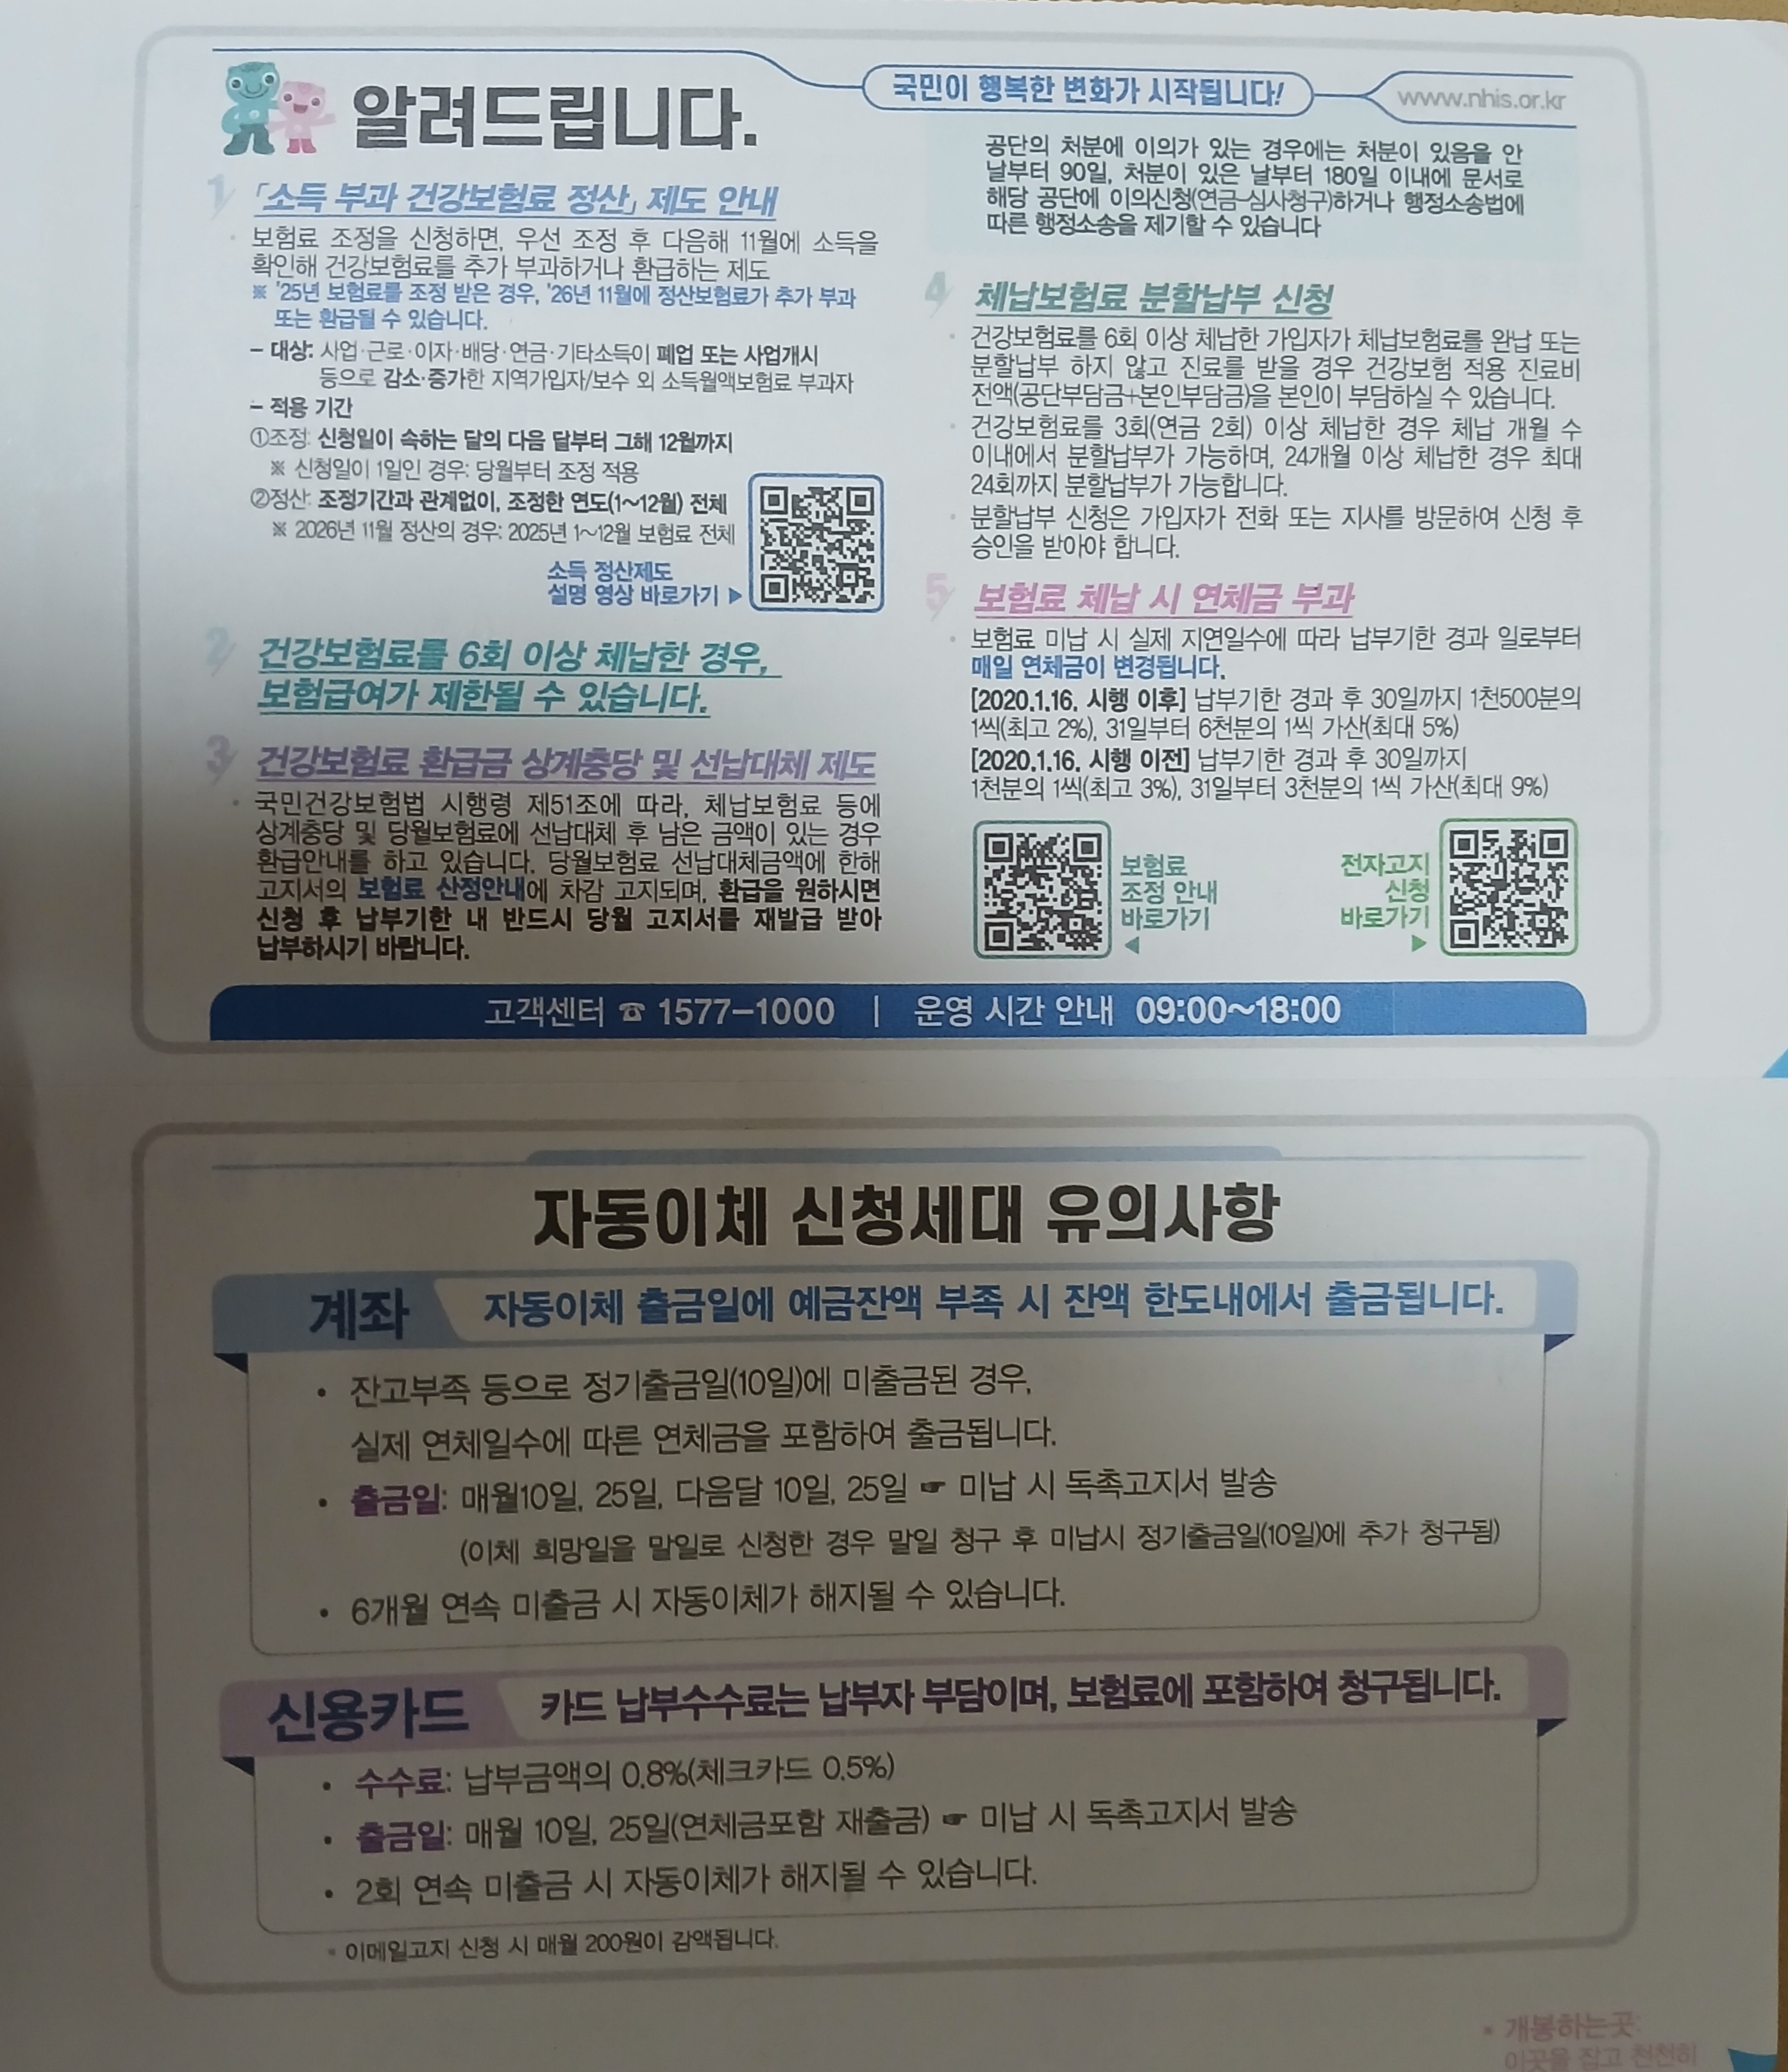 알려드립니다.
국민이 행복한 변화가 시작됩니다!
www.nhis.or.kr
1 「소득 부과 건강보험료 정산」 제도 안내
보험료 조정을 신청하면, 우선 조정 후 다음해 11월에 소득을
확인해 건강보험료를 추가 부과하거나 환급하는 제도
※ '25년 보험료를 조정 받은 경우, '26년 11월에 정산보험료가 추가 부과
또는 환급될 수 있습니다.
– 대상: 사업·근로·이자·배당·연금·기타소득이 폐업 또는 사업개시
등으로 감소·증가한 지역가입자/보수 외 소득월액보험료 부과자
– 적용 기간
①조정: 신청일이 속하는 달의 다음 달부터 그해 12월까지
※ 신청일이 1일인 경우: 당월부터 조정 적용
②정산: 조정기간과 관계없이, 조정한 연도(1~12월) 전체
※ 2026년 11월 정산의 경우: 2025년 1~12월 보험료 전체
소득 정산제도
설명 영상 바로가기 ▶
2 건강보험료를 6회 이상 체납한 경우,
보험급여가 제한될 수 있습니다.
3 건강보험료 환급금 상계충당 및 선납대체 제도
국민건강보험법 시행령 제51조에 따라, 체납보험료 등에
상계충당 및 당월보험료에 선납대체 후 남은 금액이 있는 경우
환급안내를 하고 있습니다. 당월보험료 선납대체금액에 한해
고지서의 보험료 산정안내에 차감 고지되며, 환급을 원하시면
신청 후 납부기한 내 반드시 당월 고지서를 재발급 받아
납부하시기 바랍니다.
공단의 처분에 이의가 있는 경우에는 처분이 있음을 안
날부터 90일, 처분이 있은 날부터 180일 이내에 문서로
해당 공단에 이의신청(연금-심사청구)하거나 행정소송법에
따른 행정소송을 제기할 수 있습니다
4 체납보험료 분할납부 신청
건강보험료를 6회 이상 체납한 가입자가 체납보험료를 완납 또는
분할납부 하지 않고 진료를 받을 경우 건강보험 적용 진료비
전액(공단부담금+본인부담금)을 본인이 부담하실 수 있습니다.
건강보험료를 3회(연금 2회) 이상 체납한 경우 체납 개월 수
이내에서 분할납부가 가능하며, 24개월 이상 체납한 경우 최대
24회까지 분할납부가 가능합니다.
분할납부 신청은 가입자가 전화 또는 지사를 방문하여 신청 후
승인을 받아야 합니다.
5 보험료 체납 시 연체금 부과
보험료 미납 시 실제 지연일수에 따라 납부기한 경과 일로부터
매일 연체금이 변경됩니다.
[2020.1.16. 시행 이후] 납부기한 경과 후 30일까지 1천500분의
1씩(최고 2%), 31일부터 6천분의 1씩 가산(최대 5%)
[2020.1.16. 시행 이전] 납부기한 경과 후 30일까지
1천분의 1씩(최고 3%), 31일부터 3천분의 1씩 가산(최대 9%)
보험료
조정 안내
바로가기
◀
전자고지
신청
바로가기
▶
고객센터 ☎ 1577-1000 | 운영 시간 안내 09:00~18:00
자동이체 신청세대 유의사항
계좌 자동이체 출금일에 예금잔액 부족 시 잔액 한도내에서 출금됩니다.
• 잔고부족 등으로 정기출금일(10일)에 미출금된 경우,
실제 연체일수에 따른 연체금을 포함하여 출금됩니다.
• 출금일: 매월10일, 25일, 다음달 10일, 25일 ☞ 미납 시 독촉고지서 발송
(이체 희망일을 말일로 신청한 경우 말일 청구 후 미납시 정기출금일(10일)에 추가 청구됨)
• 6개월 연속 미출금 시 자동이체가 해지될 수 있습니다.
신용카드 카드 납부수수료는 납부자 부담이며, 보험료에 포함하여 청구됩니다.
• 수수료: 납부금액의 0.8%(체크카드 0.5%)
• 출금일: 매월 10일, 25일(연체금포함 재출금) ☞ 미납 시 독촉고지서 발송
• 2회 연속 미출금 시 자동이체가 해지될 수 있습니다.
* 이메일고지 신청 시 매월 200원이 감액됩니다.
* 개봉하는곳:
이곳을 잡고 천천히